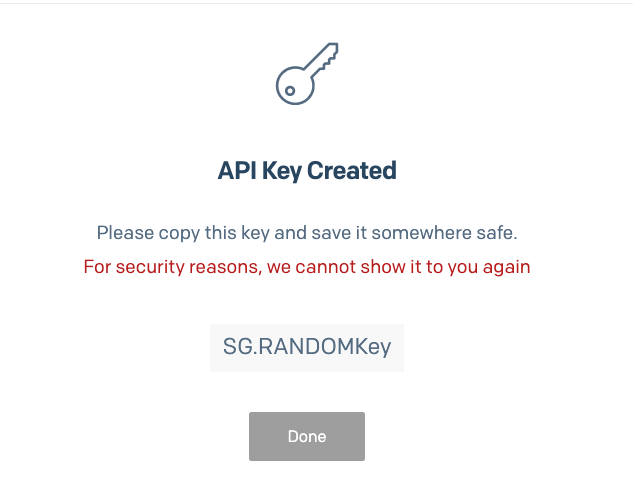 API Key Created
Please copy this key and save it somewhere safe.
For security reasons, we cannot show it to you again
SG.RANDOMKey
Done